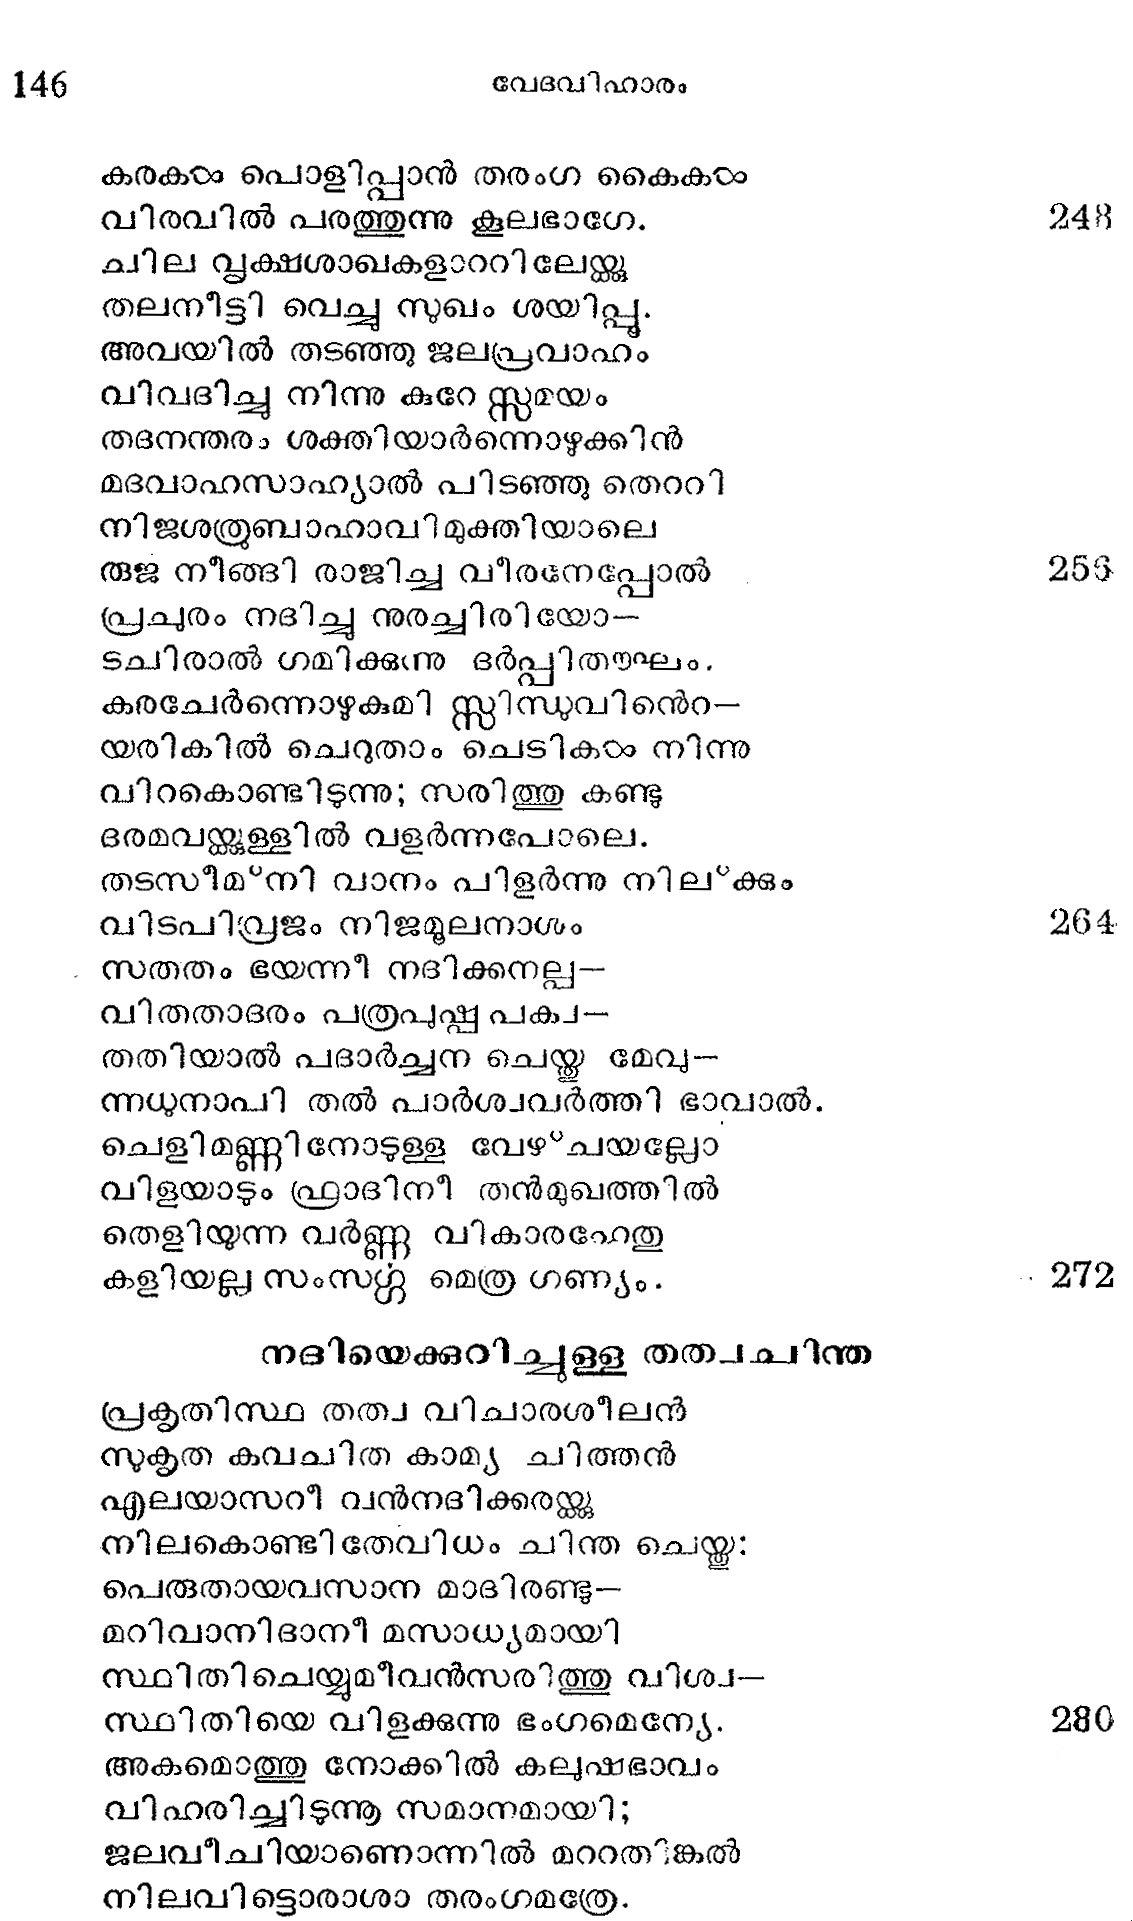 146
വേദവിഹാരം
കരകൾ പൊളിപ്പാൻ തരംഗ കൈകൾ
വിരവിൽ പരത്തുന്നു കൂലഭാഗേ. 248
ചില വൃക്ഷശാഖകളാററിലേയ്ക്കു
തലനീട്ടി വെച്ചു സുഖം ശയിപ്പൂ.
അവയിൽ തടഞ്ഞു ജലപ്രവാഹം
വിവദിച്ചു നിന്നു കുറേ സ്സമയം
തദനന്തരം ശക്തിയാർന്നൊഴുക്കിൻ
മദവാഹസാഹ്യാൽ പിടഞ്ഞു തെററി
നിജശത്രുബാഹാവിമുക്തിയാലെ
രുജ നീങ്ങി രാജിച്ച വീരനേപ്പോൽ 256
പ്രചുരം നദിച്ചു നുരച്ചിരിയോ—
ടചിരാൽ ഗമിക്കുന്നു ദർപ്പിതൗഘം.
കരചേർന്നൊഴുകുമി സ്സിന്ധുവിൻെറ—
യരികിൽ ചെറുതാം ചെടികൾ നിന്നു
വിറകൊണ്ടിടുന്നു; സരിത്തു കണ്ടു
ദരമവയ്ക്കുള്ളിൽ വളർന്നപോലെ.
തടസീമ്നി വാനം പിളർന്നു നില്ക്കും
വിടപിവ്രജം നിജമൂലനാശം 264
സതതം ഭയന്നീ നദിക്കനല്പ—
വിതതാദരം പത്രപുഷ്പ പക്വ—
തതിയാൽ പദാർച്ചന ചെയ്തു മേവു—
ന്നധുനാപി തൽ പാർശ്വവർത്തി ഭാവാൽ.
ചെളിമണ്ണിനോടുള്ള വേഴ്ചയല്ലോ
വിളയാടും ഹ്രാദിനീ തൻമുഖത്തിൽ
തെളിയുന്ന വർണ്ണ വികാരഹേതു
കളിയല്ല സംസർഗ്ഗ മെത്ര ഗണ്യം. 272
നദിയെക്കുറിച്ചുള്ള തത്വചിന്ത
പ്രകൃതിസ്ഥ തത്വ വിചാരശീലൻ
സുകൃത കവചിത കാമ്യ ചിത്തൻ
ഏലയാസറീ വൻനദിക്കരയ്ക്കു
നിലകൊണ്ടിതേവിധം ചിന്ത ചെയ്തൂ:
പെരുതായവസാന മാദിരണ്ടു—
മറിവാനിദാനീ മസാധ്യമായി
സ്ഥിതിചെയ്യുമീവൻസരിത്തു വിശ്വ—
സ്ഥിതിയെ വിളക്കുന്നു ഭംഗമെന്യേ. 280
അകമൊത്തു നോക്കിൽ കലുഷഭാവം
വിഹരിച്ചിടുന്നൂ സമാനമായി;
ജലവീചിയാണൊന്നിൽ മററതിങ്കൽ
നിലവിട്ടൊരാശാ തരംഗമത്രേ.